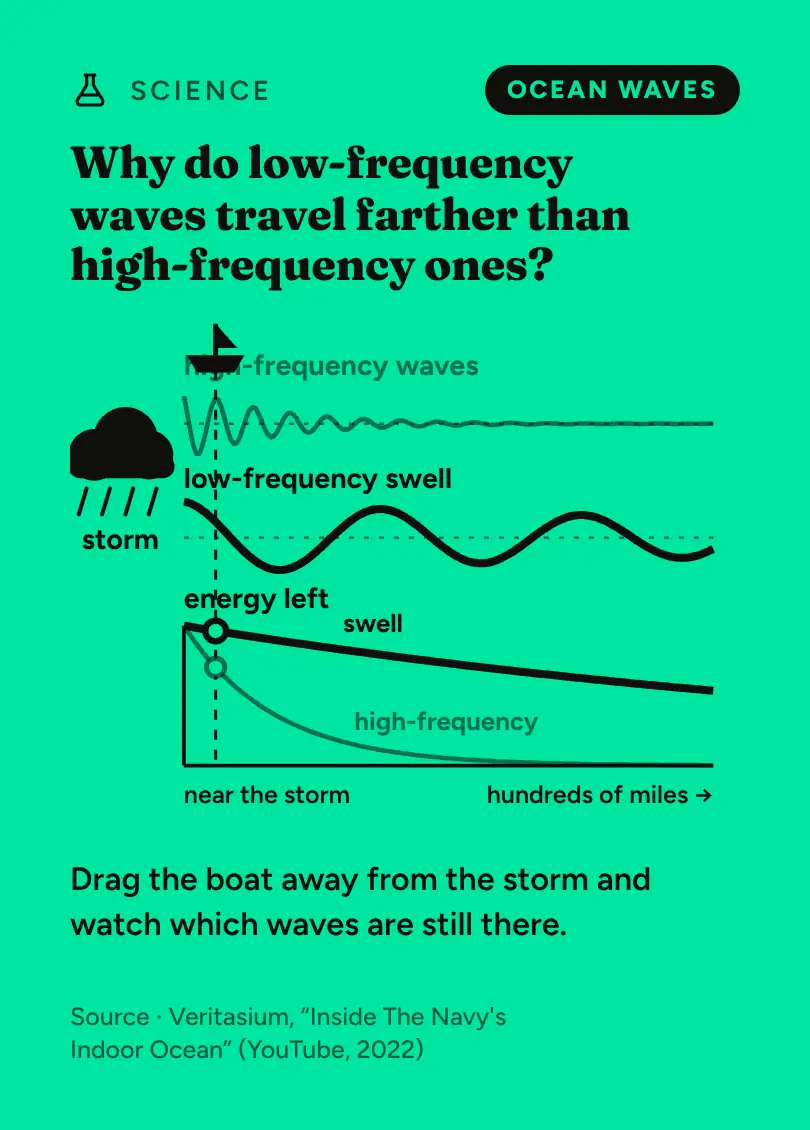 SCIENCE
OCEAN WAVES
Why do low-frequency
waves travel farther than
high-frequency ones?
high-frequency waves
low-frequency swell
storm
energy left
swell
high-frequency
near the storm
hundreds of miles →
Drag the boat away from the storm and
watch which waves are still there.
Source · Veritasium, “Inside The Navy's
Indoor Ocean” (YouTube, 2022)